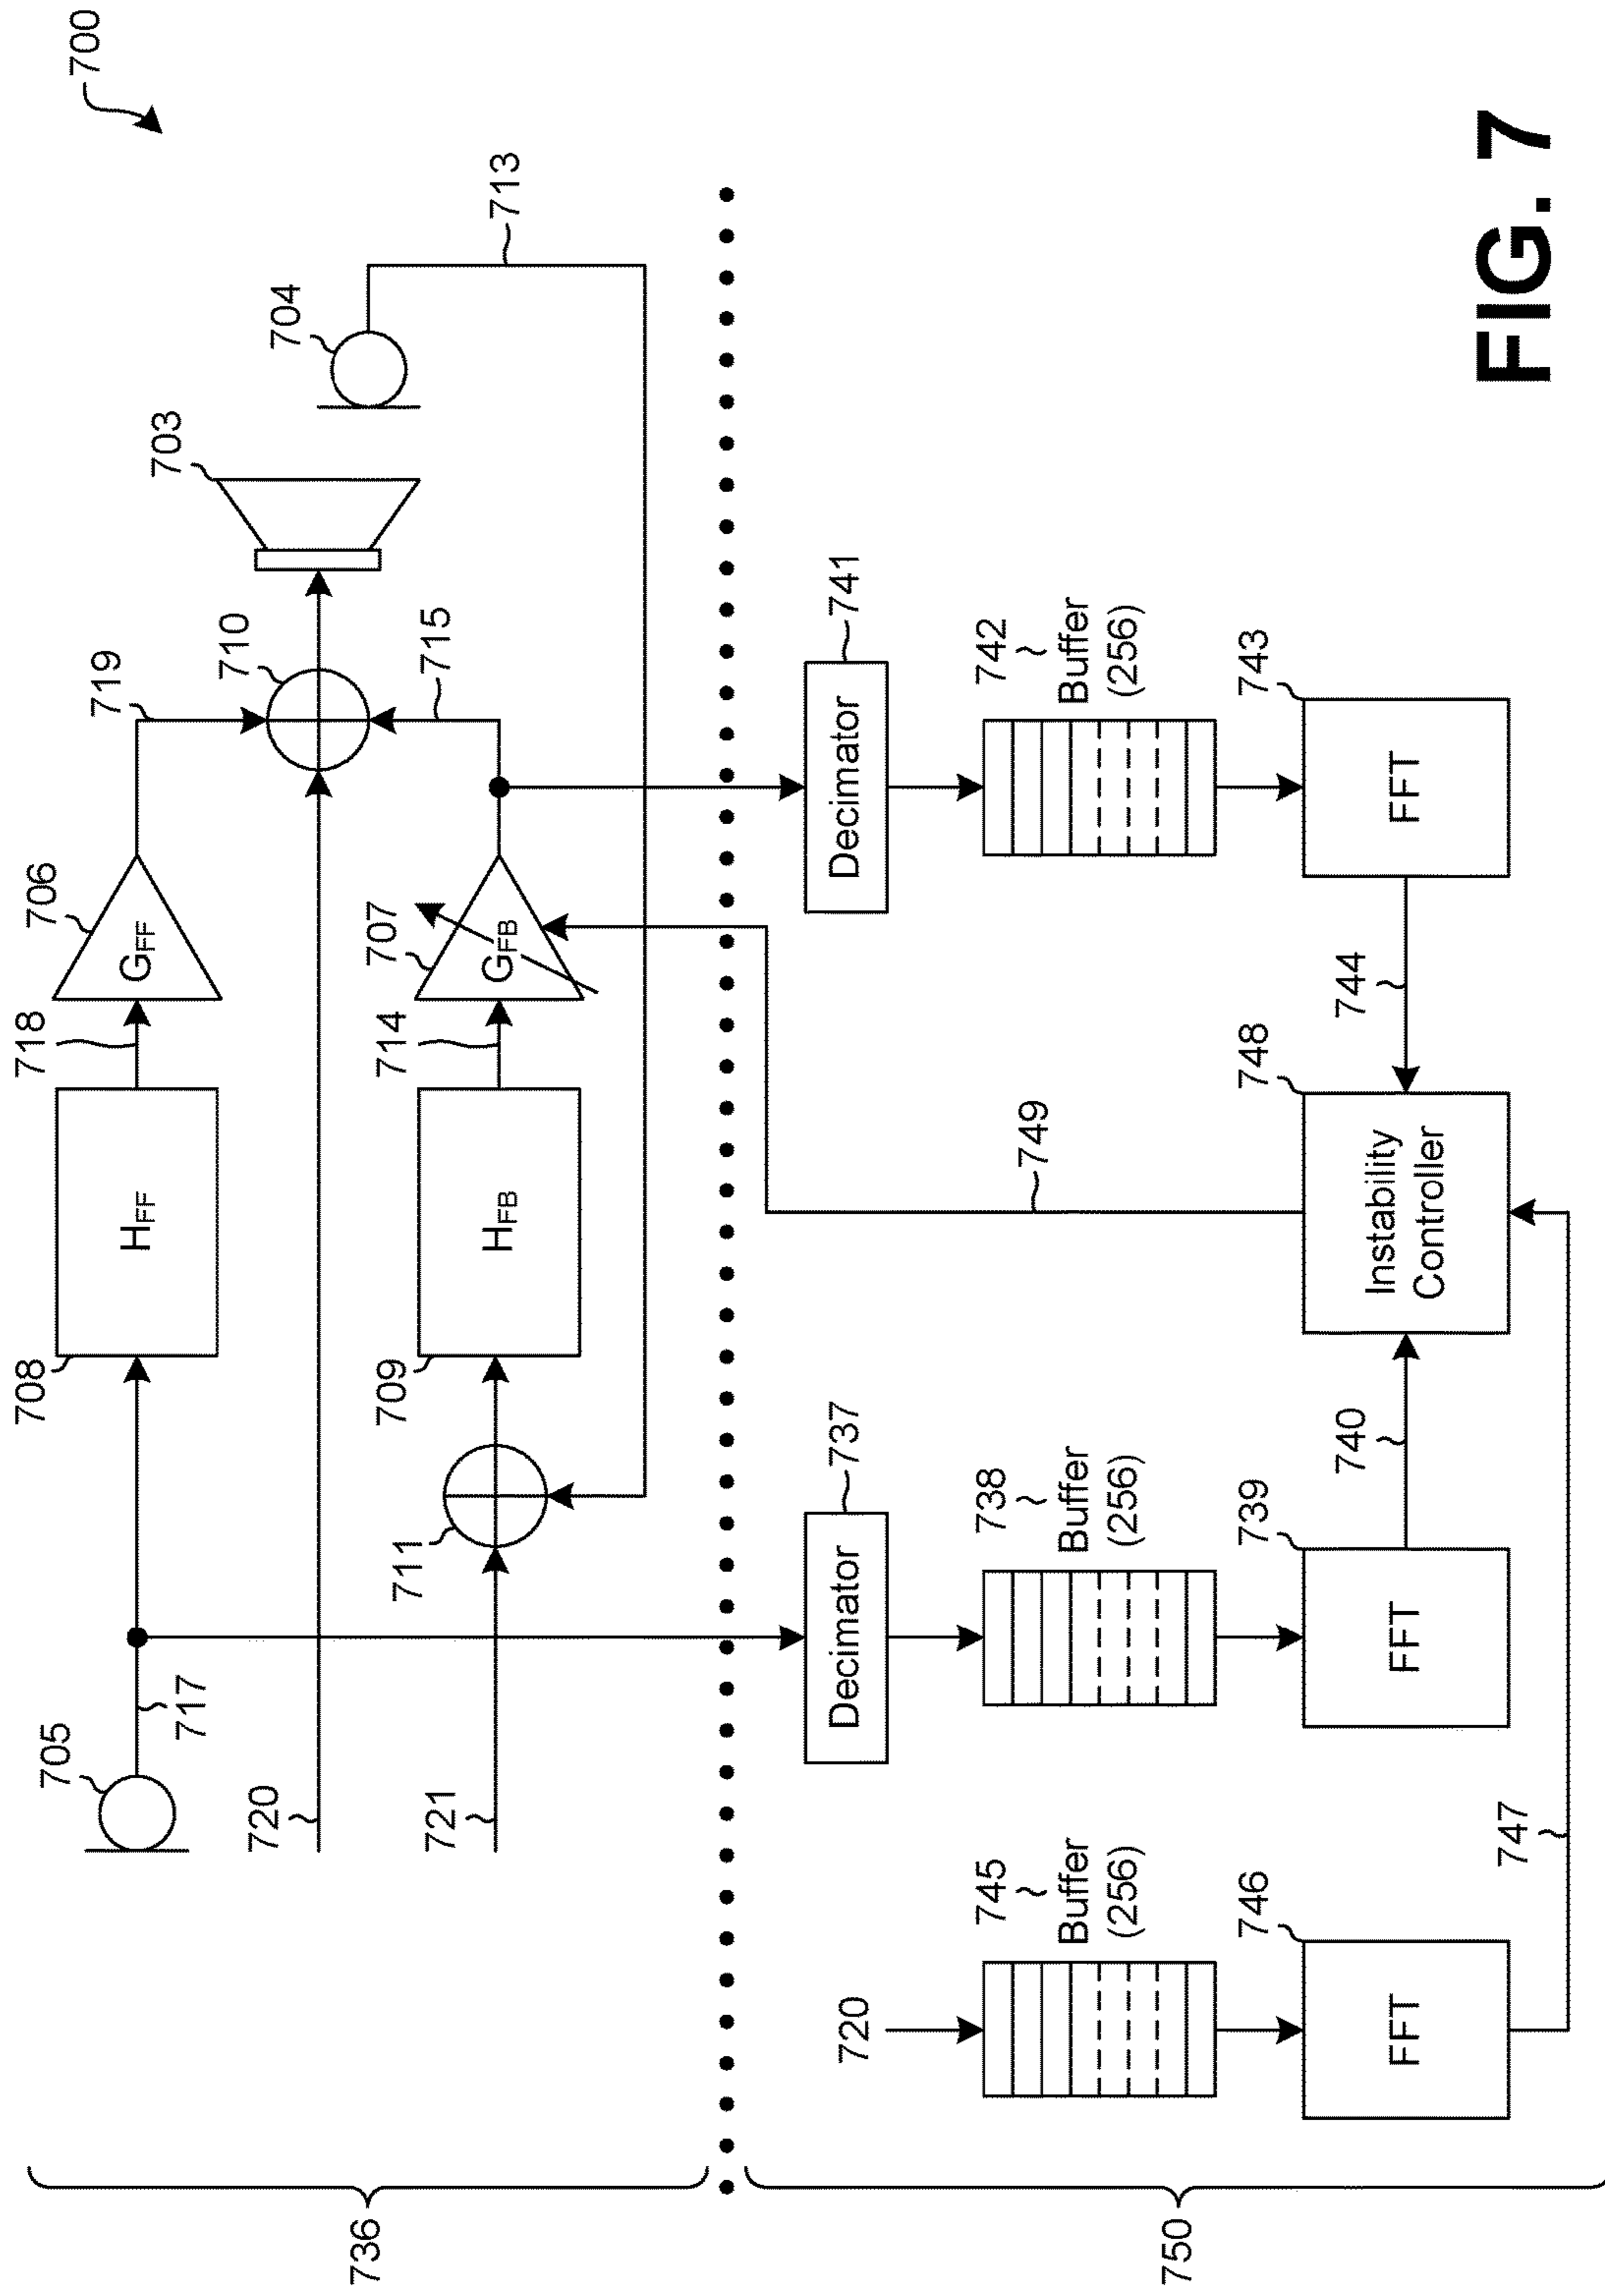 700
705
717
708
HFF
718
706
GFF
719
710
703
704
713
720
721
711
709
HFB
714
707
GFB
715
736
737
Decimator
741
Decimator
749
720
745
Buffer
(256)
738
Buffer
(256)
742
Buffer
(256)
746
FFT
739
FFT
740
748
Instability
Controller
744
743
FFT
747
750
FIG. 7